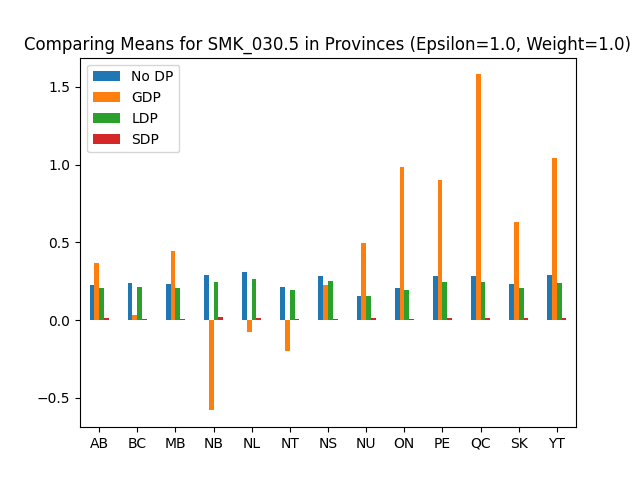 Comparing Means for SMK_030.5 in Provinces (Epsilon=1.0, Weight=1.0)
No DP
GDP
LDP
SDP
1.5
1.0
0.5
0.0
−0.5
AB BC MB NB NL NT NS NU ON PE QC SK YT